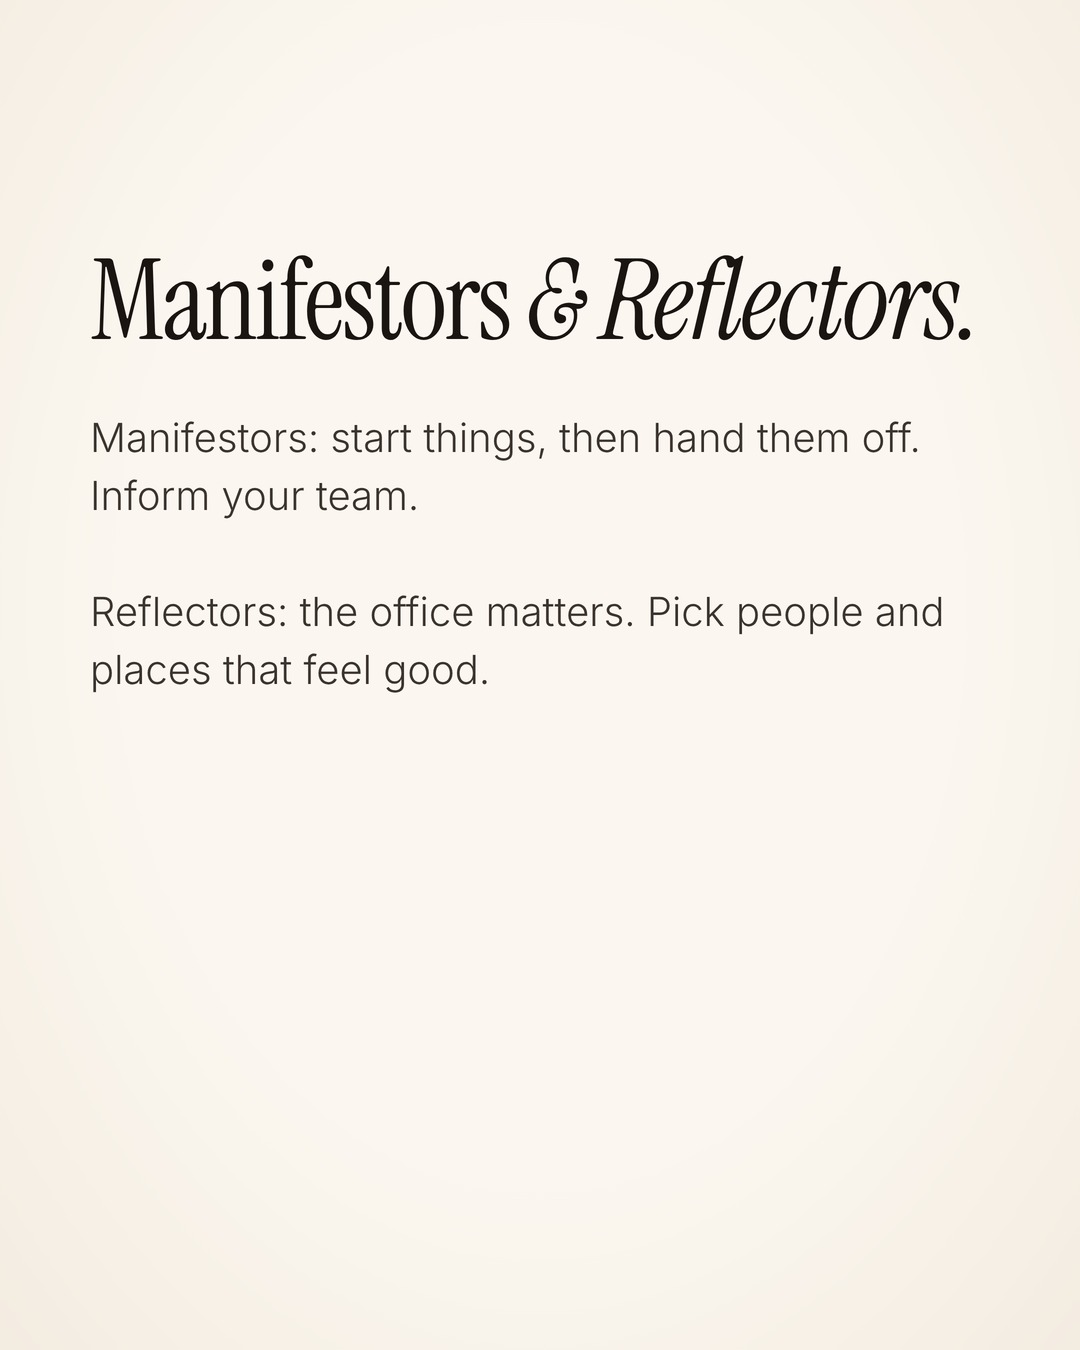 Manifestors & Reflectors.
Manifestors: start things, then hand them off.
Inform your team.
Reflectors: the office matters. Pick people and
places that feel good.